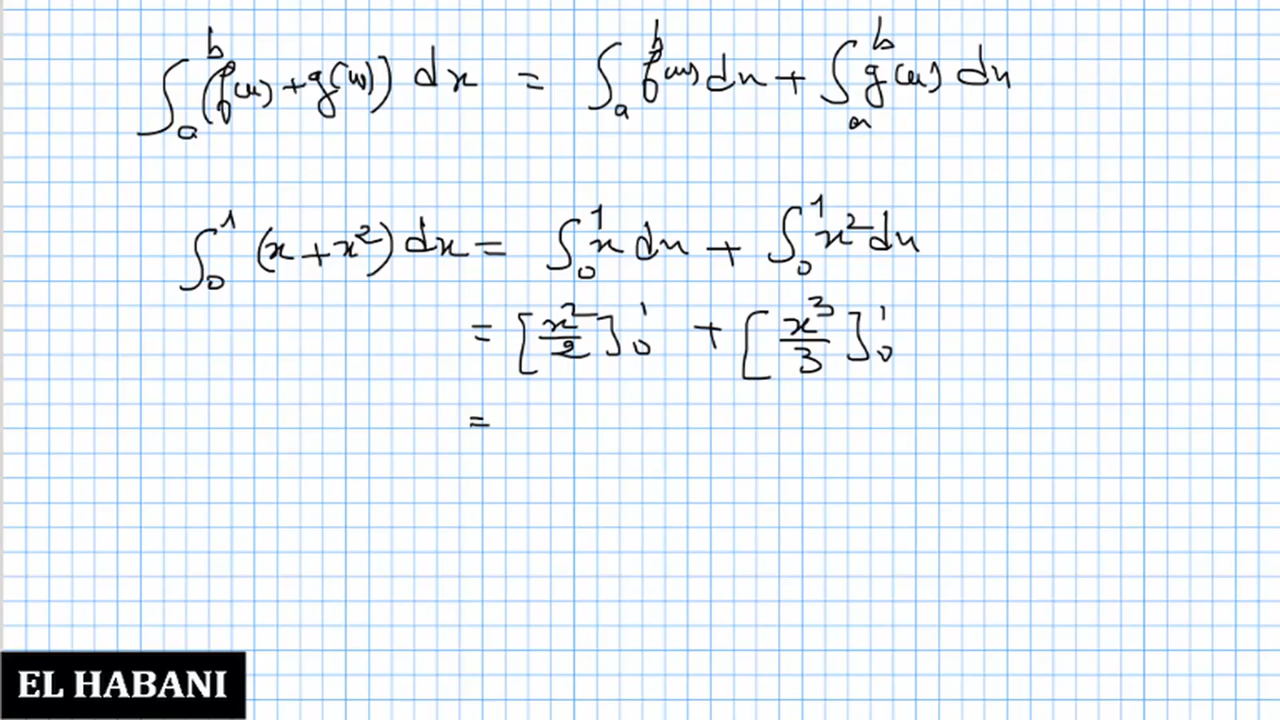 ∫_a^b (f(x) + g(x)) dx = ∫_a^b f(x) dx + ∫_a^b g(x) dx
∫_0^1 (x + x²) dx = ∫_0^1 x dx + ∫_0^1 x² dx
= [x²/2]_0^1 + [x³/3]_0^1
=
EL HABANI